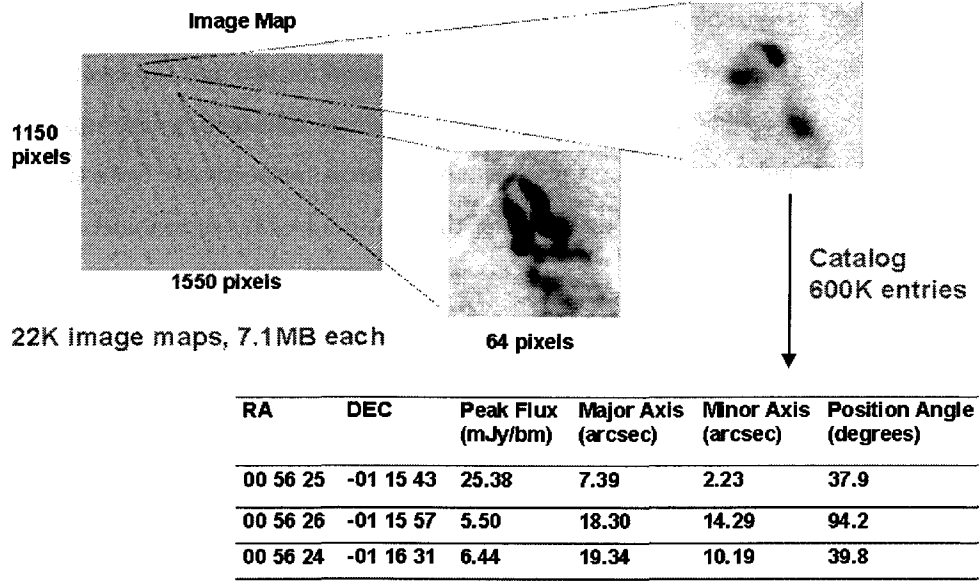 Image Map
1150
pixels
1550 pixels
22K image maps, 7.1MB each
64 pixels
Catalog
600K entries
RA DEC Peak Flux (mJy/bm) Major Axis (arcsec) Minor Axis (arcsec) Position Angle (degrees)
00 56 25 -01 15 43 25.38 7.39 2.23 37.9
00 56 26 -01 15 57 5.50 18.30 14.29 94.2
00 56 24 -01 16 31 6.44 19.34 10.19 39.8